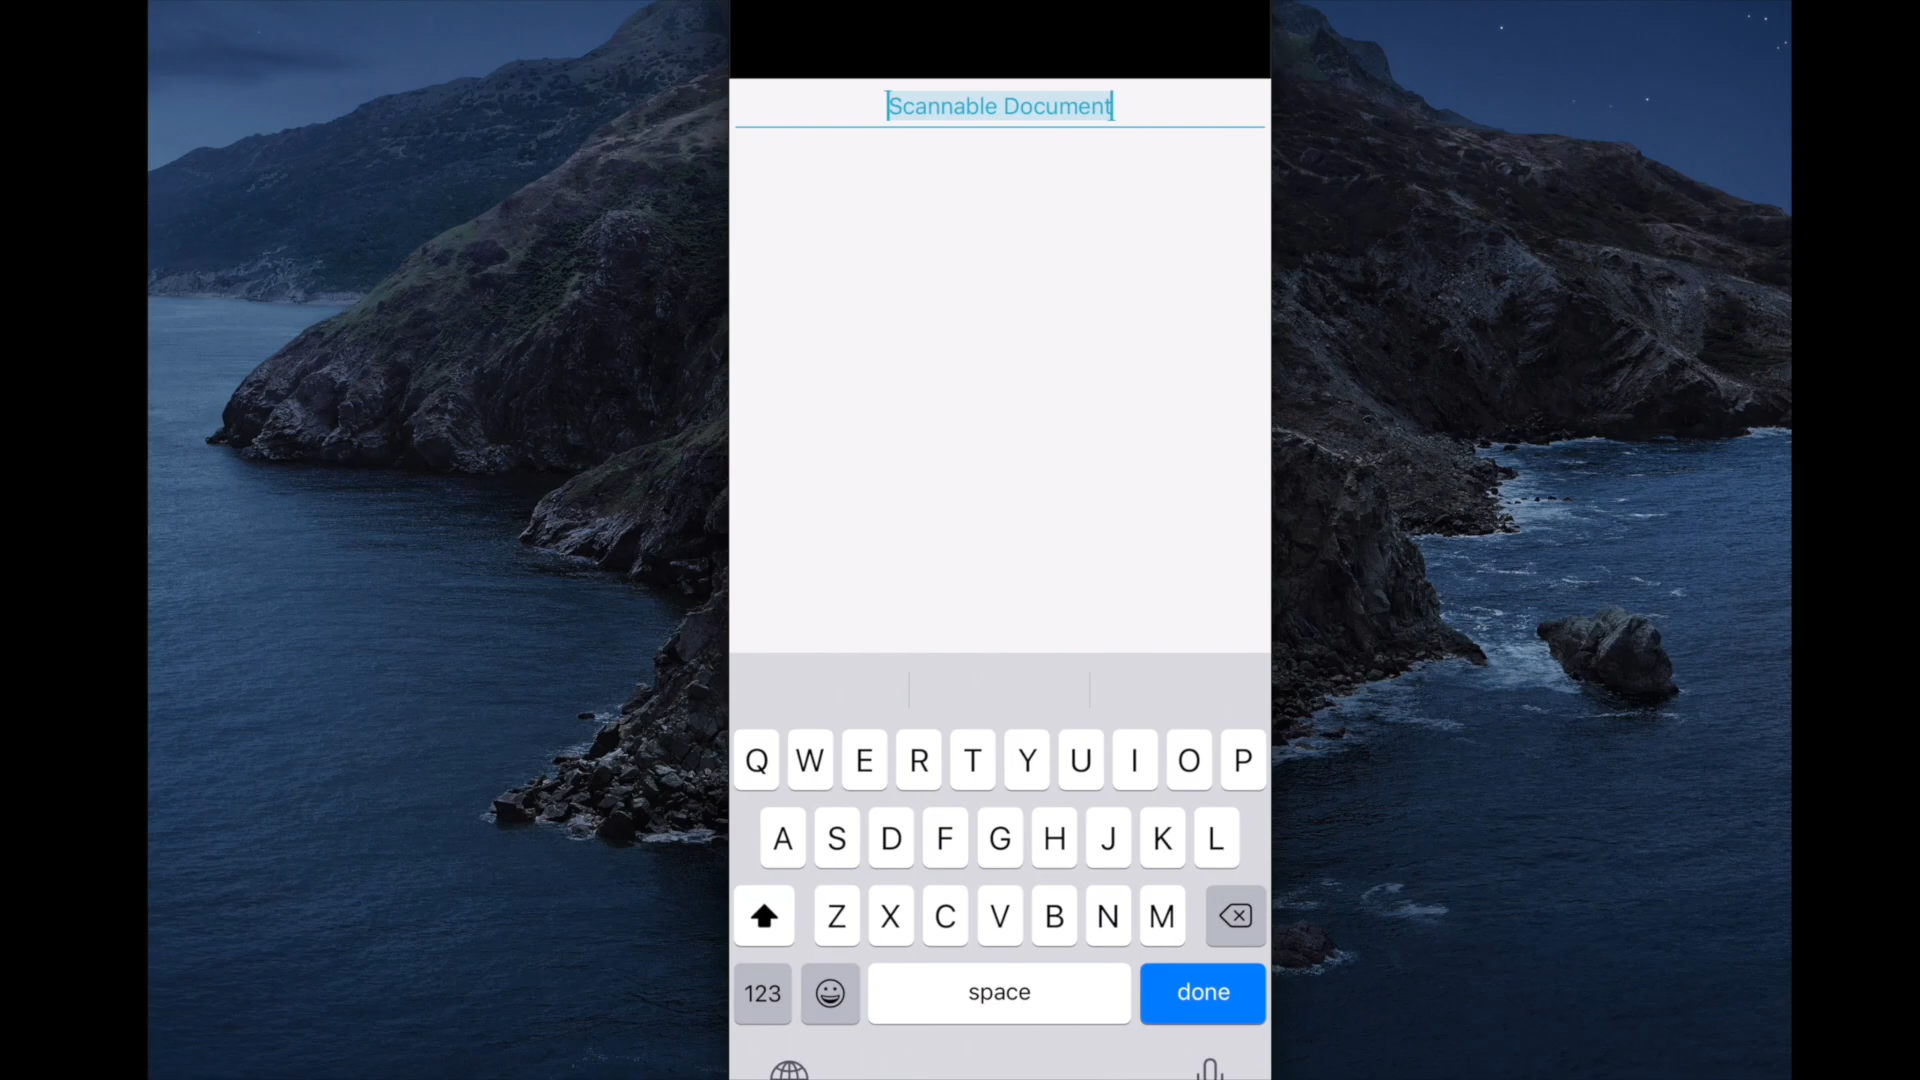 Scannable Document
Q W E R T Y U I O P
A S D F G H J K L
Z X C V B N M
123 space done